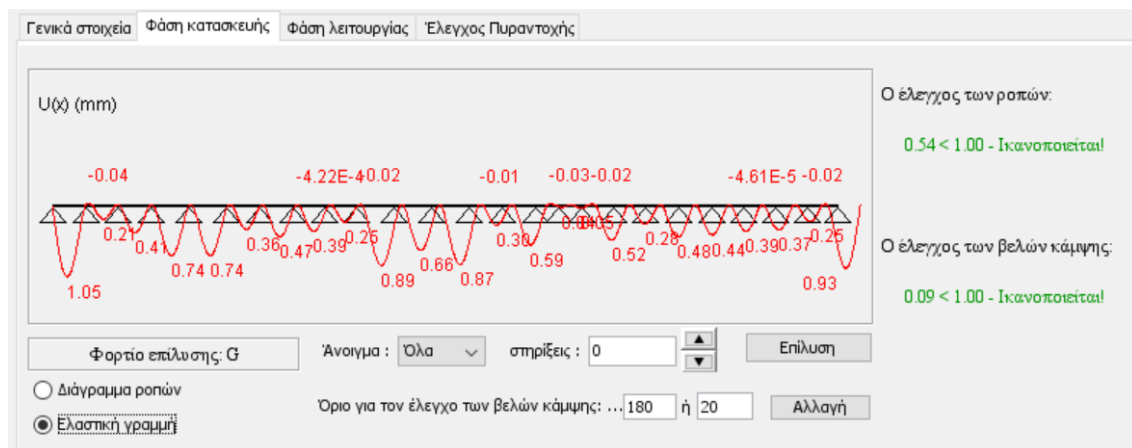 Γενικά στοιχεία Φάση κατασκευής Φάση λειτουργίας Έλεγχος Πυραντοχής
U(x) (mm)
-0.04 -4.22E-4 -0.02 -0.01 -0.03 -0.02 -4.61E-5 -0.02
0.21 0.41 0.74 0.74 0.36 0.47 0.39 0.25 0.89 0.66 0.87 0.30 0.59 0.52 0.28 0.48 0.44 0.39 0.37 0.25
1.05 0.93
Ο έλεγχος των ροπών:
0.54 < 1.00 - Ικανοποιείται!
Ο έλεγχος των βελών κάμψης:
0.09 < 1.00 - Ικανοποιείται!
Φορτίο επίλυσης: G Άνοιγμα : Όλα στηρίξεις : 0 Επίλυση
Διάγραμμα ροπών
Όριο για τον έλεγχο των βελών κάμψης: ... 180 ή 20 Αλλαγή
Ελαστική γραμμή